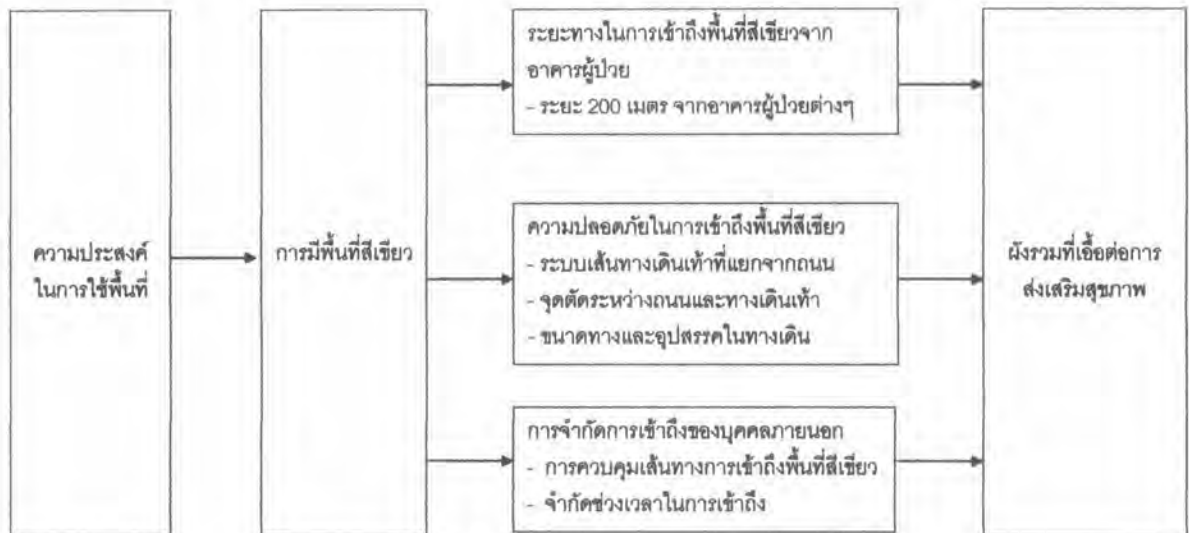 ความประสงค์
ในการใช้พื้นที่
การมีพื้นที่สีเขียว
ระยะทางในการเข้าถึงพื้นที่สีเขียวจาก
อาคารผู้ป่วย
- ระยะ 200 เมตร จากอาคารผู้ป่วยต่างๆ
ความปลอดภัยในการเข้าถึงพื้นที่สีเขียว
- ระบบเส้นทางเดินเท้าที่แยกจากถนน
- จุดตัดระหว่างถนนและทางเดินเท้า
- ขนาดทางและอุปสรรคในทางเดิน
การจำกัดการเข้าถึงของบุคคลภายนอก
- การควบคุมเส้นทางการเข้าถึงพื้นที่สีเขียว
- จำกัดช่วงเวลาในการเข้าถึง
ผังรวมที่เอื้อต่อการ
ส่งเสริมสุขภาพ